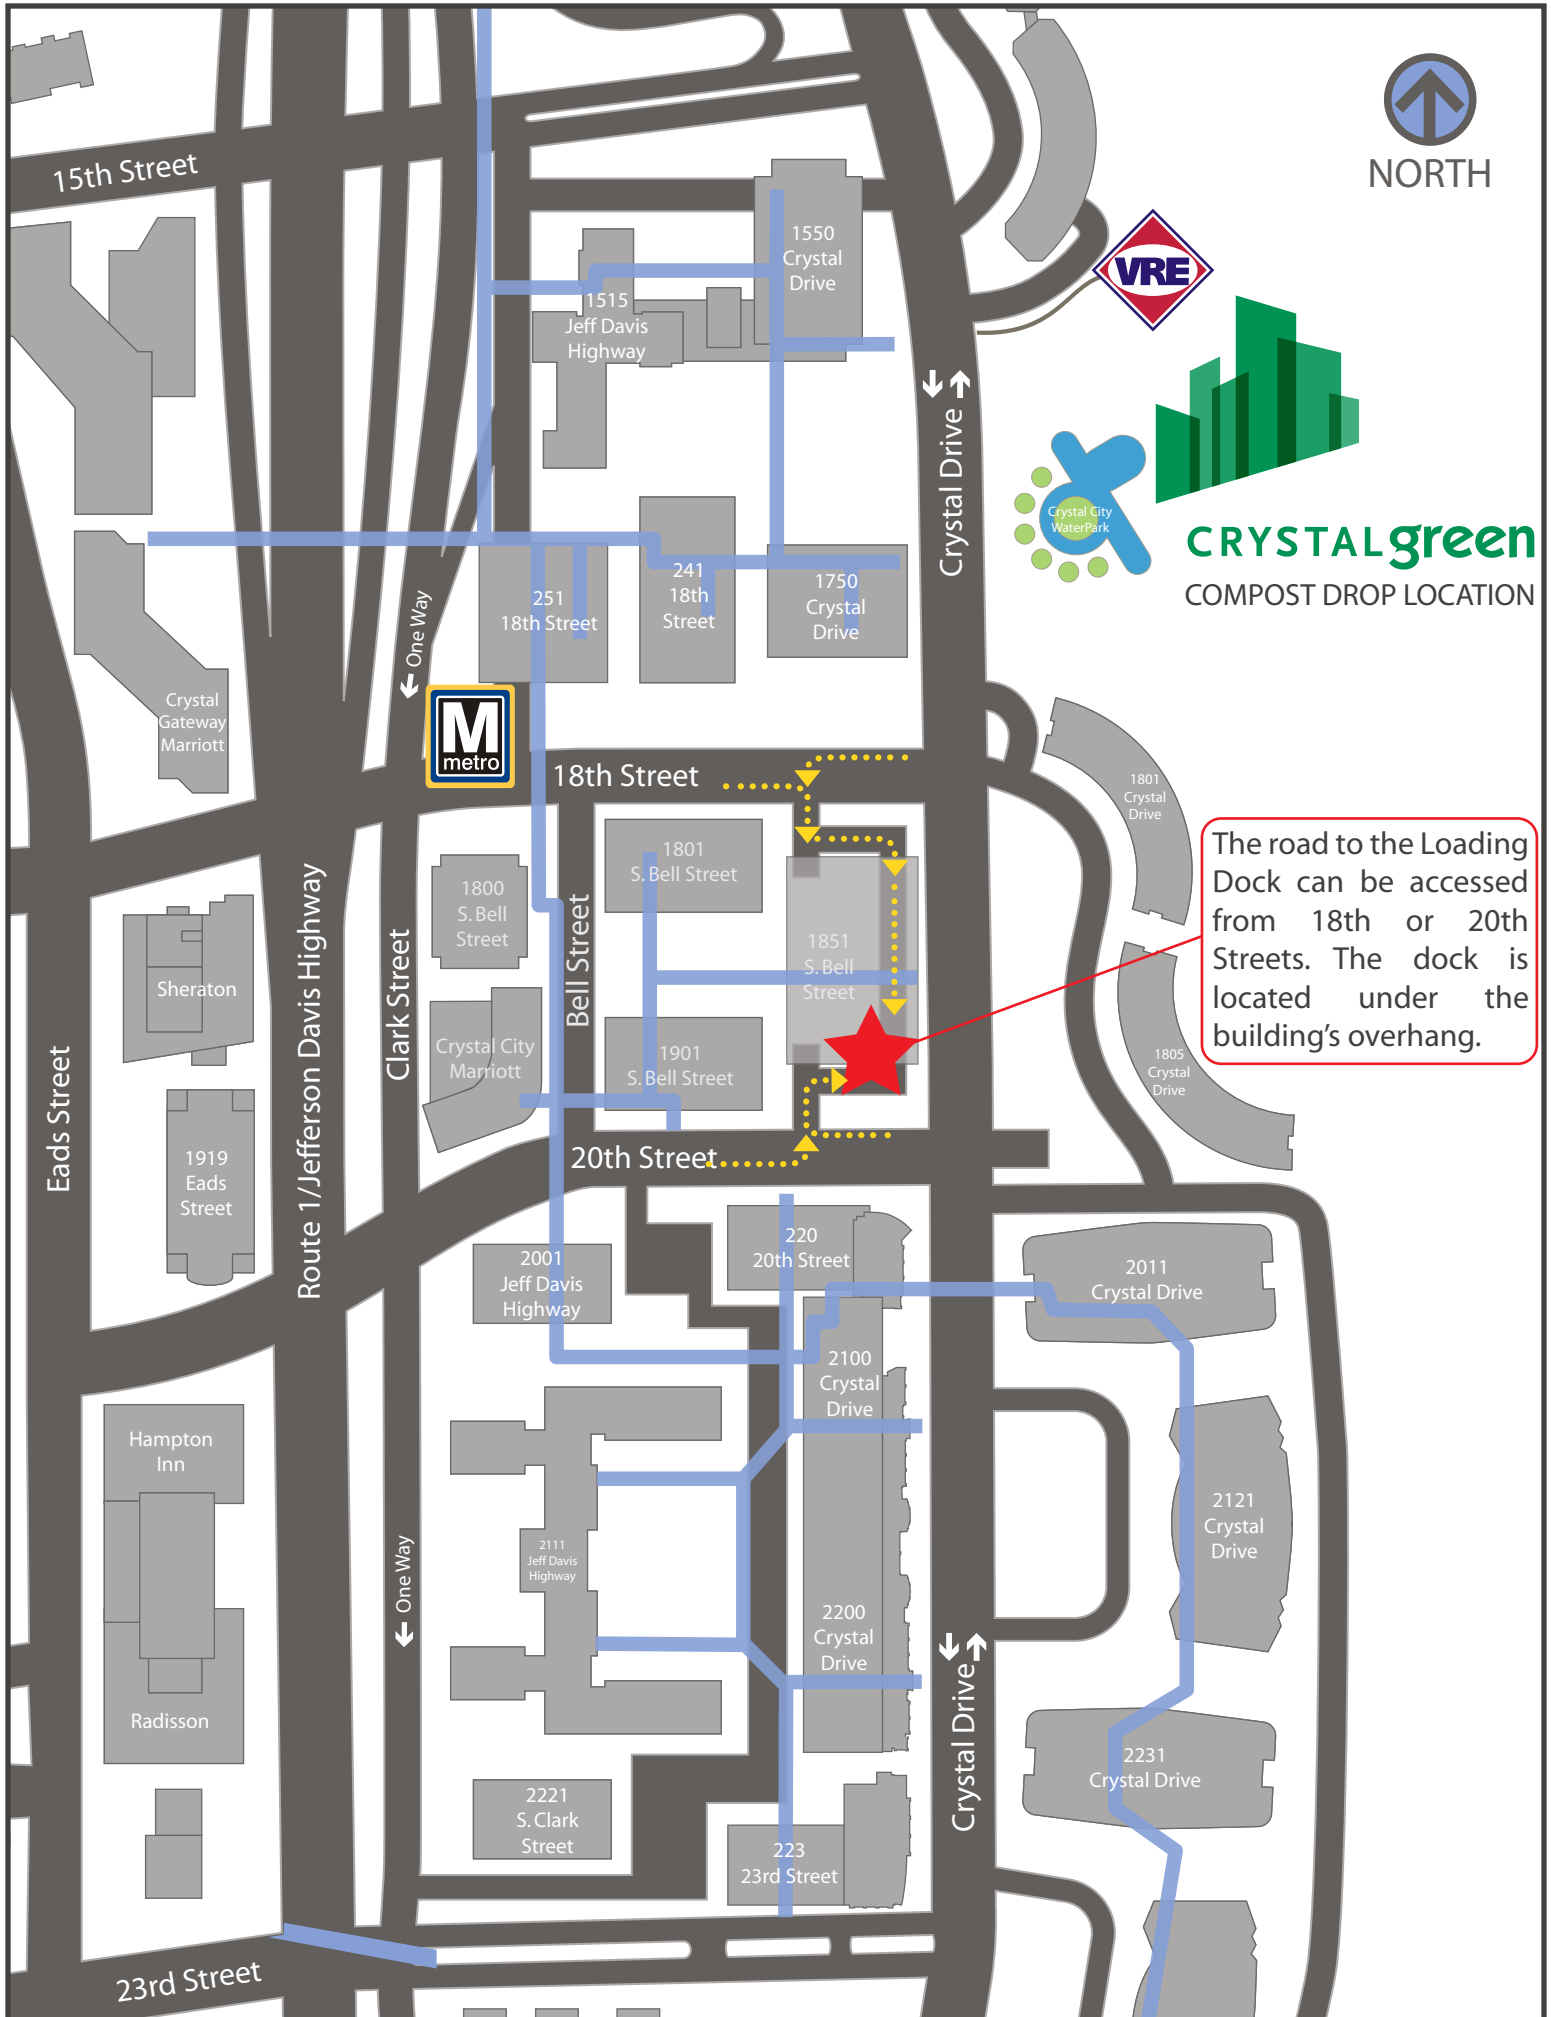 NORTH
15th Street
1550
Crystal
Drive
VRE
1515
Jeff Davis
Highway
Crystal Drive
Crystal City
WaterPark
CRYSTALgreen
COMPOST DROP LOCATION
One Way
251
18th Street
241
18th
Street
1750
Crystal
Drive
Crystal
Gateway
Marriott
M
metro
18th Street
1801
Crystal
Drive
The road to the Loading
Dock can be accessed
from 18th or 20th
Streets. The dock is
located under the
building's overhang.
1801
S. Bell Street
1800
S. Bell
Street
Bell Street
1851
S. Bell
Street
Sheraton
Route 1/Jefferson Davis Highway
Clark Street
Crystal City
Marriott
1901
S. Bell Street
1805
Crystal
Drive
Eads Street
1919
Eads
Street
20th Street
220
20th Street
2001
Jeff Davis
Highway
2011
Crystal Drive
2100
Crystal
Drive
Hampton
Inn
2121
Crystal
Drive
2111
Jeff Davis
Highway
One Way
2200
Crystal
Drive
Crystal Drive
Radisson
2231
Crystal Drive
2221
S. Clark
Street
223
23rd Street
23rd Street